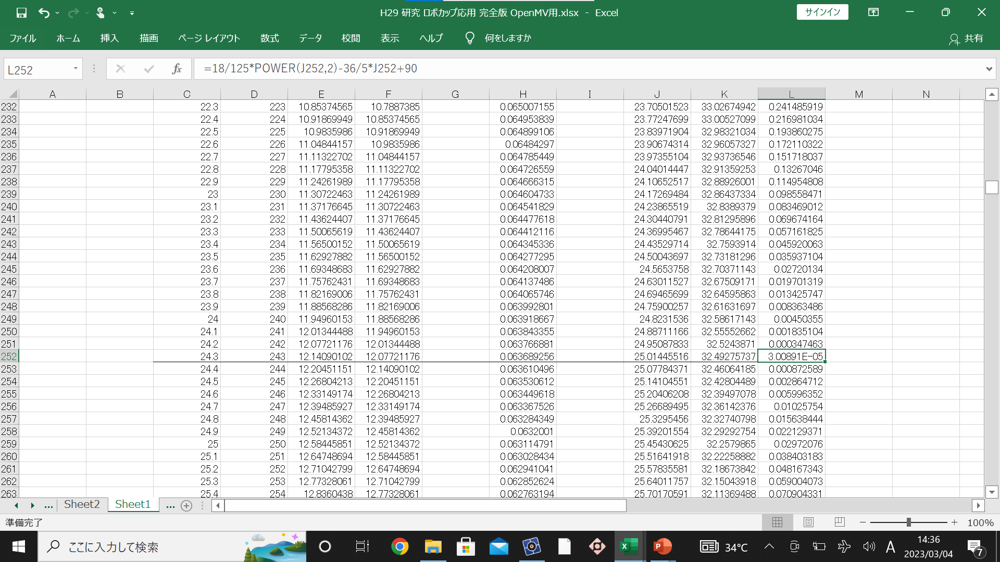 H29 研究 ロボカップ応用 完全版 OpenMV用.xlsx - Excel
サインイン
ファイル ホーム 挿入 描画 ページ レイアウト 数式 データ 校閲 表示 ヘルプ 何をしますか 共有
L252 fx =18/125*POWER(J252,2)-36/5*J252+90
A B C D E F G H I J K L M N
232 22.3 223 10.85374565 10.7887385 0.065007155 23.70501523 33.02674942 0.241485919
233 22.4 224 10.91869949 10.85374565 0.064953839 23.77247699 33.00527099 0.216981034
234 22.5 225 10.9835986 10.91869949 0.064899106 23.83971904 32.98321034 0.193860275
235 22.6 226 11.04844157 10.9835986 0.06484297 23.90674314 32.96057327 0.172110322
236 22.7 227 11.11322702 11.04844157 0.064785449 23.97355104 32.93736546 0.151718037
237 22.8 228 11.17795358 11.11322702 0.064726559 24.04014447 32.91359253 0.13267046
238 22.9 229 11.24261989 11.17795358 0.064666315 24.10652517 32.88926001 0.114954808
239 23 230 11.30722463 11.24261989 0.064604733 24.17269484 32.86437334 0.098558471
240 23.1 231 11.37176645 11.30722463 0.064541829 24.23865519 32.8389379 0.083469012
241 23.2 232 11.43624407 11.37176645 0.064477618 24.30440791 32.81295896 0.069674164
242 23.3 233 11.50065619 11.43624407 0.064412116 24.36995467 32.78644175 0.057161825
243 23.4 234 11.56500152 11.50065619 0.064345336 24.43529714 32.7593914 0.045920063
244 23.5 235 11.62927882 11.56500152 0.064277295 24.50043697 32.73181296 0.035937104
245 23.6 236 11.69348683 11.62927882 0.064208007 24.5653758 32.70371143 0.02720134
246 23.7 237 11.75762431 11.69348683 0.064137486 24.63011527 32.67509171 0.019701319
247 23.8 238 11.82169006 11.75762431 0.064065746 24.69465699 32.64595863 0.013425747
248 23.9 239 11.88568286 11.82169006 0.063992801 24.75900257 32.61631697 0.008363486
249 24 240 11.94960153 11.88568286 0.063918667 24.8231536 32.58617143 0.00450355
250 24.1 241 12.01344488 11.94960153 0.063843355 24.88711166 32.55552662 0.001835104
251 24.2 242 12.07721176 12.01344488 0.063766881 24.95087833 32.5243871 0.000347463
252 24.3 243 12.14090102 12.07721176 0.063689256 25.01445516 32.49275737 3.00891E-05
253 24.4 244 12.20451151 12.14090102 0.063610496 25.07784371 32.46064185 0.000872589
254 24.5 245 12.26804213 12.20451151 0.063530612 25.14104551 32.42804489 0.002864712
255 24.6 246 12.33149174 12.26804213 0.063449618 25.20406208 32.39497078 0.005996352
256 24.7 247 12.39485927 12.33149174 0.063367526 25.26689495 32.36142376 0.01025754
257 24.8 248 12.45814362 12.39485927 0.063284349 25.3295456 32.32740798 0.015638444
258 24.9 249 12.52134372 12.45814362 0.0632001 25.39201554 32.29292754 0.022129371
259 25 250 12.58445851 12.52134372 0.063114791 25.45430625 32.2579865 0.02972076
260 25.1 251 12.64748694 12.58445851 0.063028434 25.51641918 32.22258882 0.038403183
261 25.2 252 12.71042799 12.64748694 0.062941041 25.57835581 32.18673842 0.048167343
262 25.3 253 12.77328061 12.71042799 0.062852624 25.64011757 32.15043918 0.059004073
263 25.4 254 12.8360438 12.77328061 0.062763194 25.70170591 32.11369488 0.070904331
... Sheet2 Sheet1 ...
準備完了 100%
ここに入力して検索 34°C A 14:36
2023/03/04 7